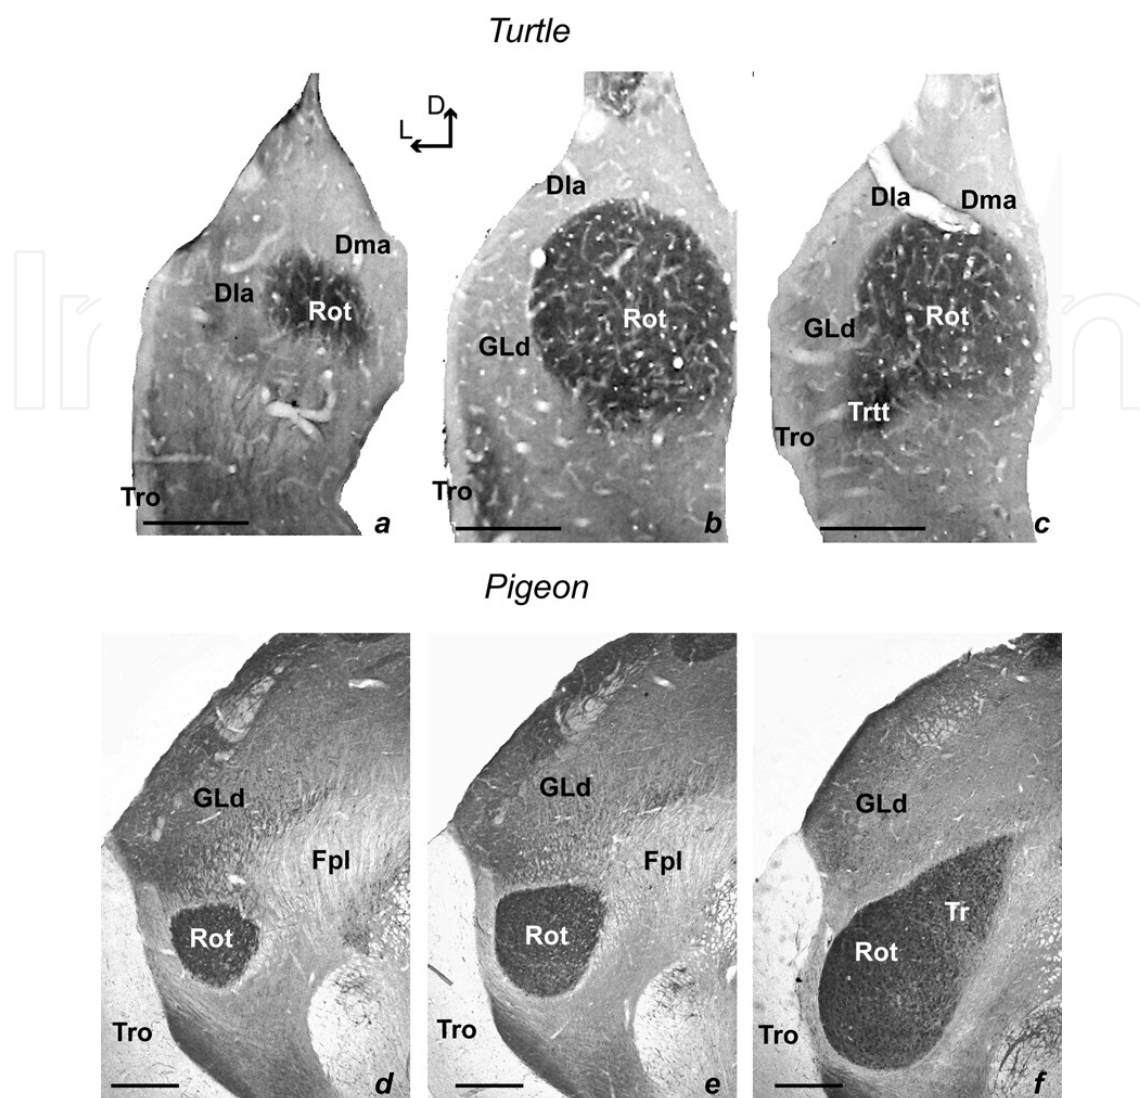 Turtle
D
L
Dla
Dma
Rot
Tro
a
Dla
GLd
Rot
Tro
b
Dla
Dma
GLd
Rot
Trtt
Tro
c
Pigeon
GLd
Fpl
Rot
Tro
d
GLd
Fpl
Rot
Tro
e
GLd
Tr
Rot
Tro
f